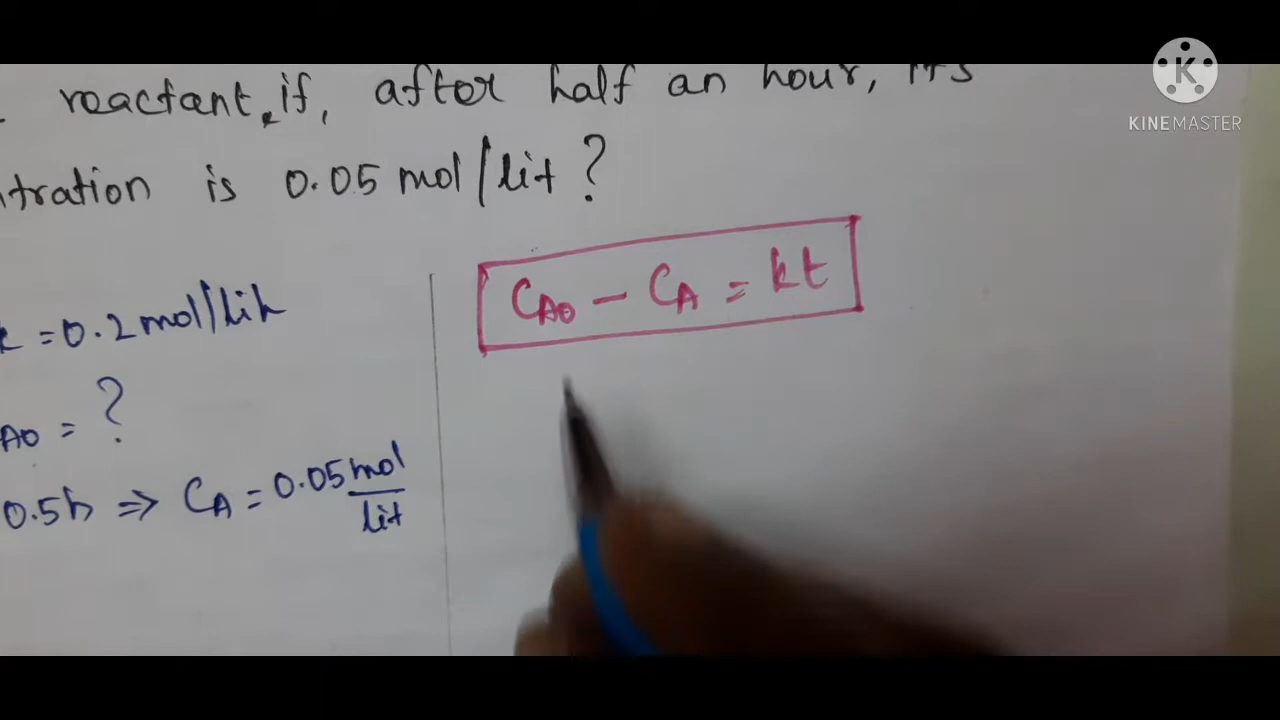 reactant, if, after half an hour, its
ntration is 0.05 mol/lit ?
k = 0.2 mol/lit h
A0 = ?
0.5h ⇒ CA = 0.05 mol/lit
CA0 − CA = kt
K
KINEMASTER